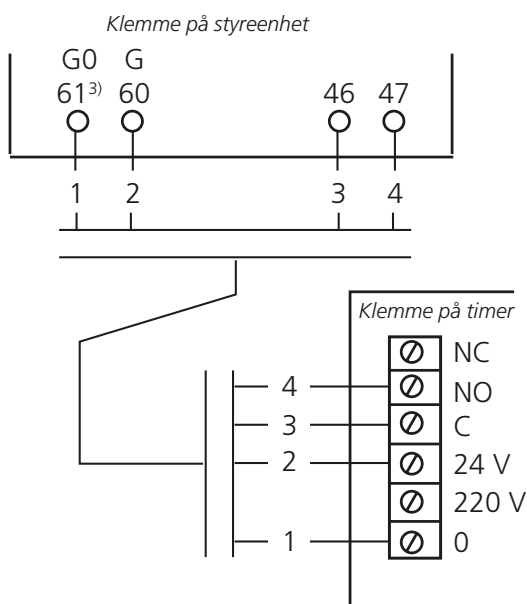 Klemme på styreenhet
G0 G
61³⁾ 60 46 47
1 2 3 4
Klemme på timer
NC
4 NO
3 C
2 24 V
220 V
1 0